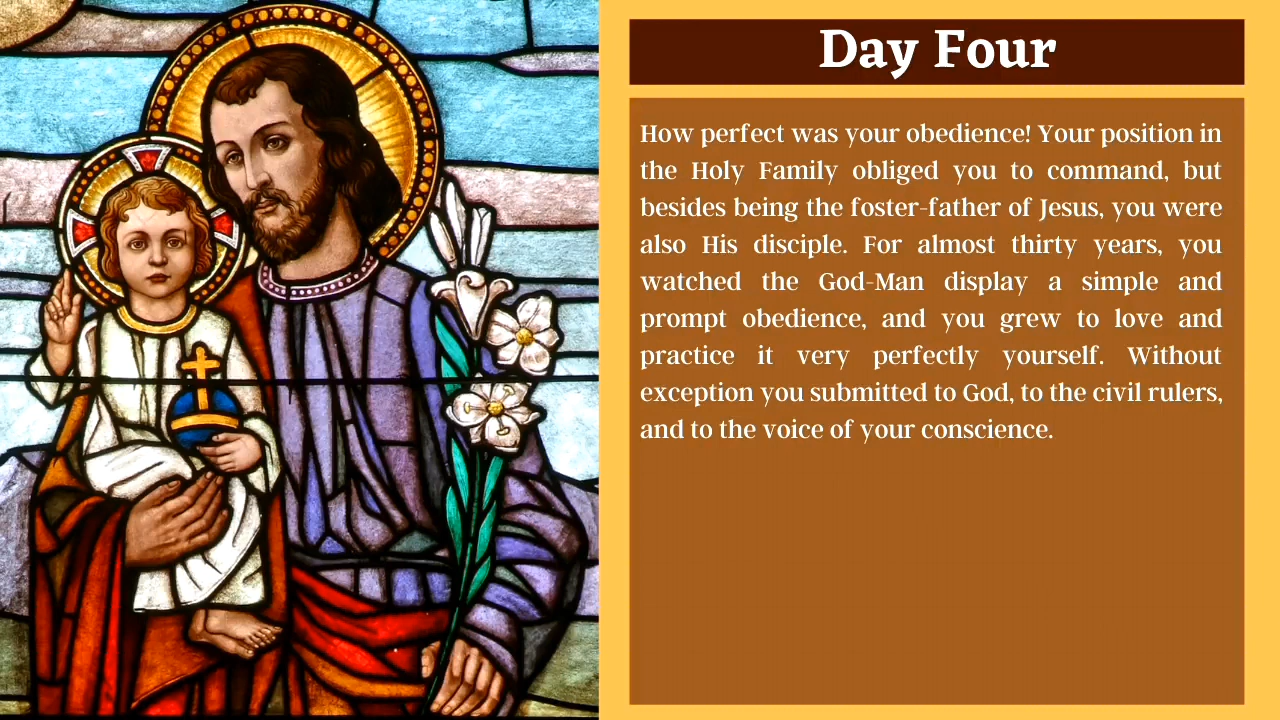 Day Four
How perfect was your obedience! Your position in
the Holy Family obliged you to command, but
besides being the foster-father of Jesus, you were
also His disciple. For almost thirty years, you
watched the God-Man display a simple and
prompt obedience, and you grew to love and
practice it very perfectly yourself. Without
exception you submitted to God, to the civil rulers,
and to the voice of your conscience.